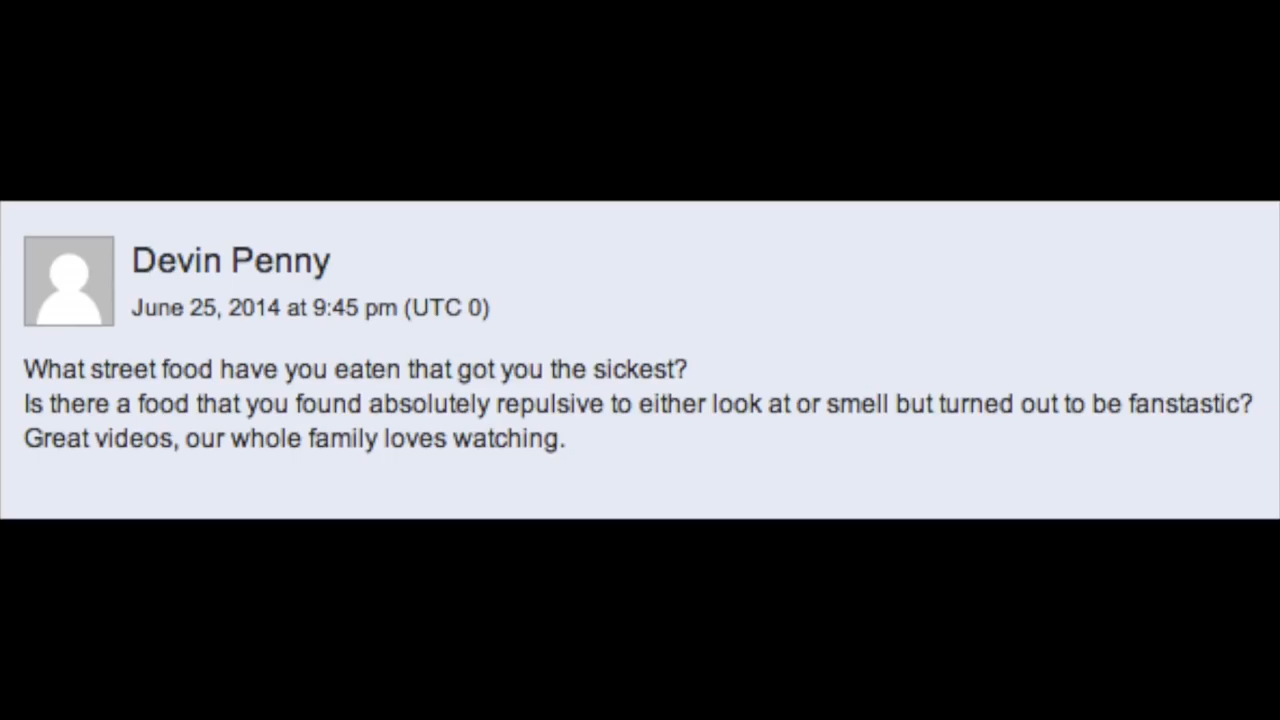 Devin Penny
June 25, 2014 at 9:45 pm (UTC 0)
What street food have you eaten that got you the sickest?
Is there a food that you found absolutely repulsive to either look at or smell but turned out to be fanstastic?
Great videos, our whole family loves watching.